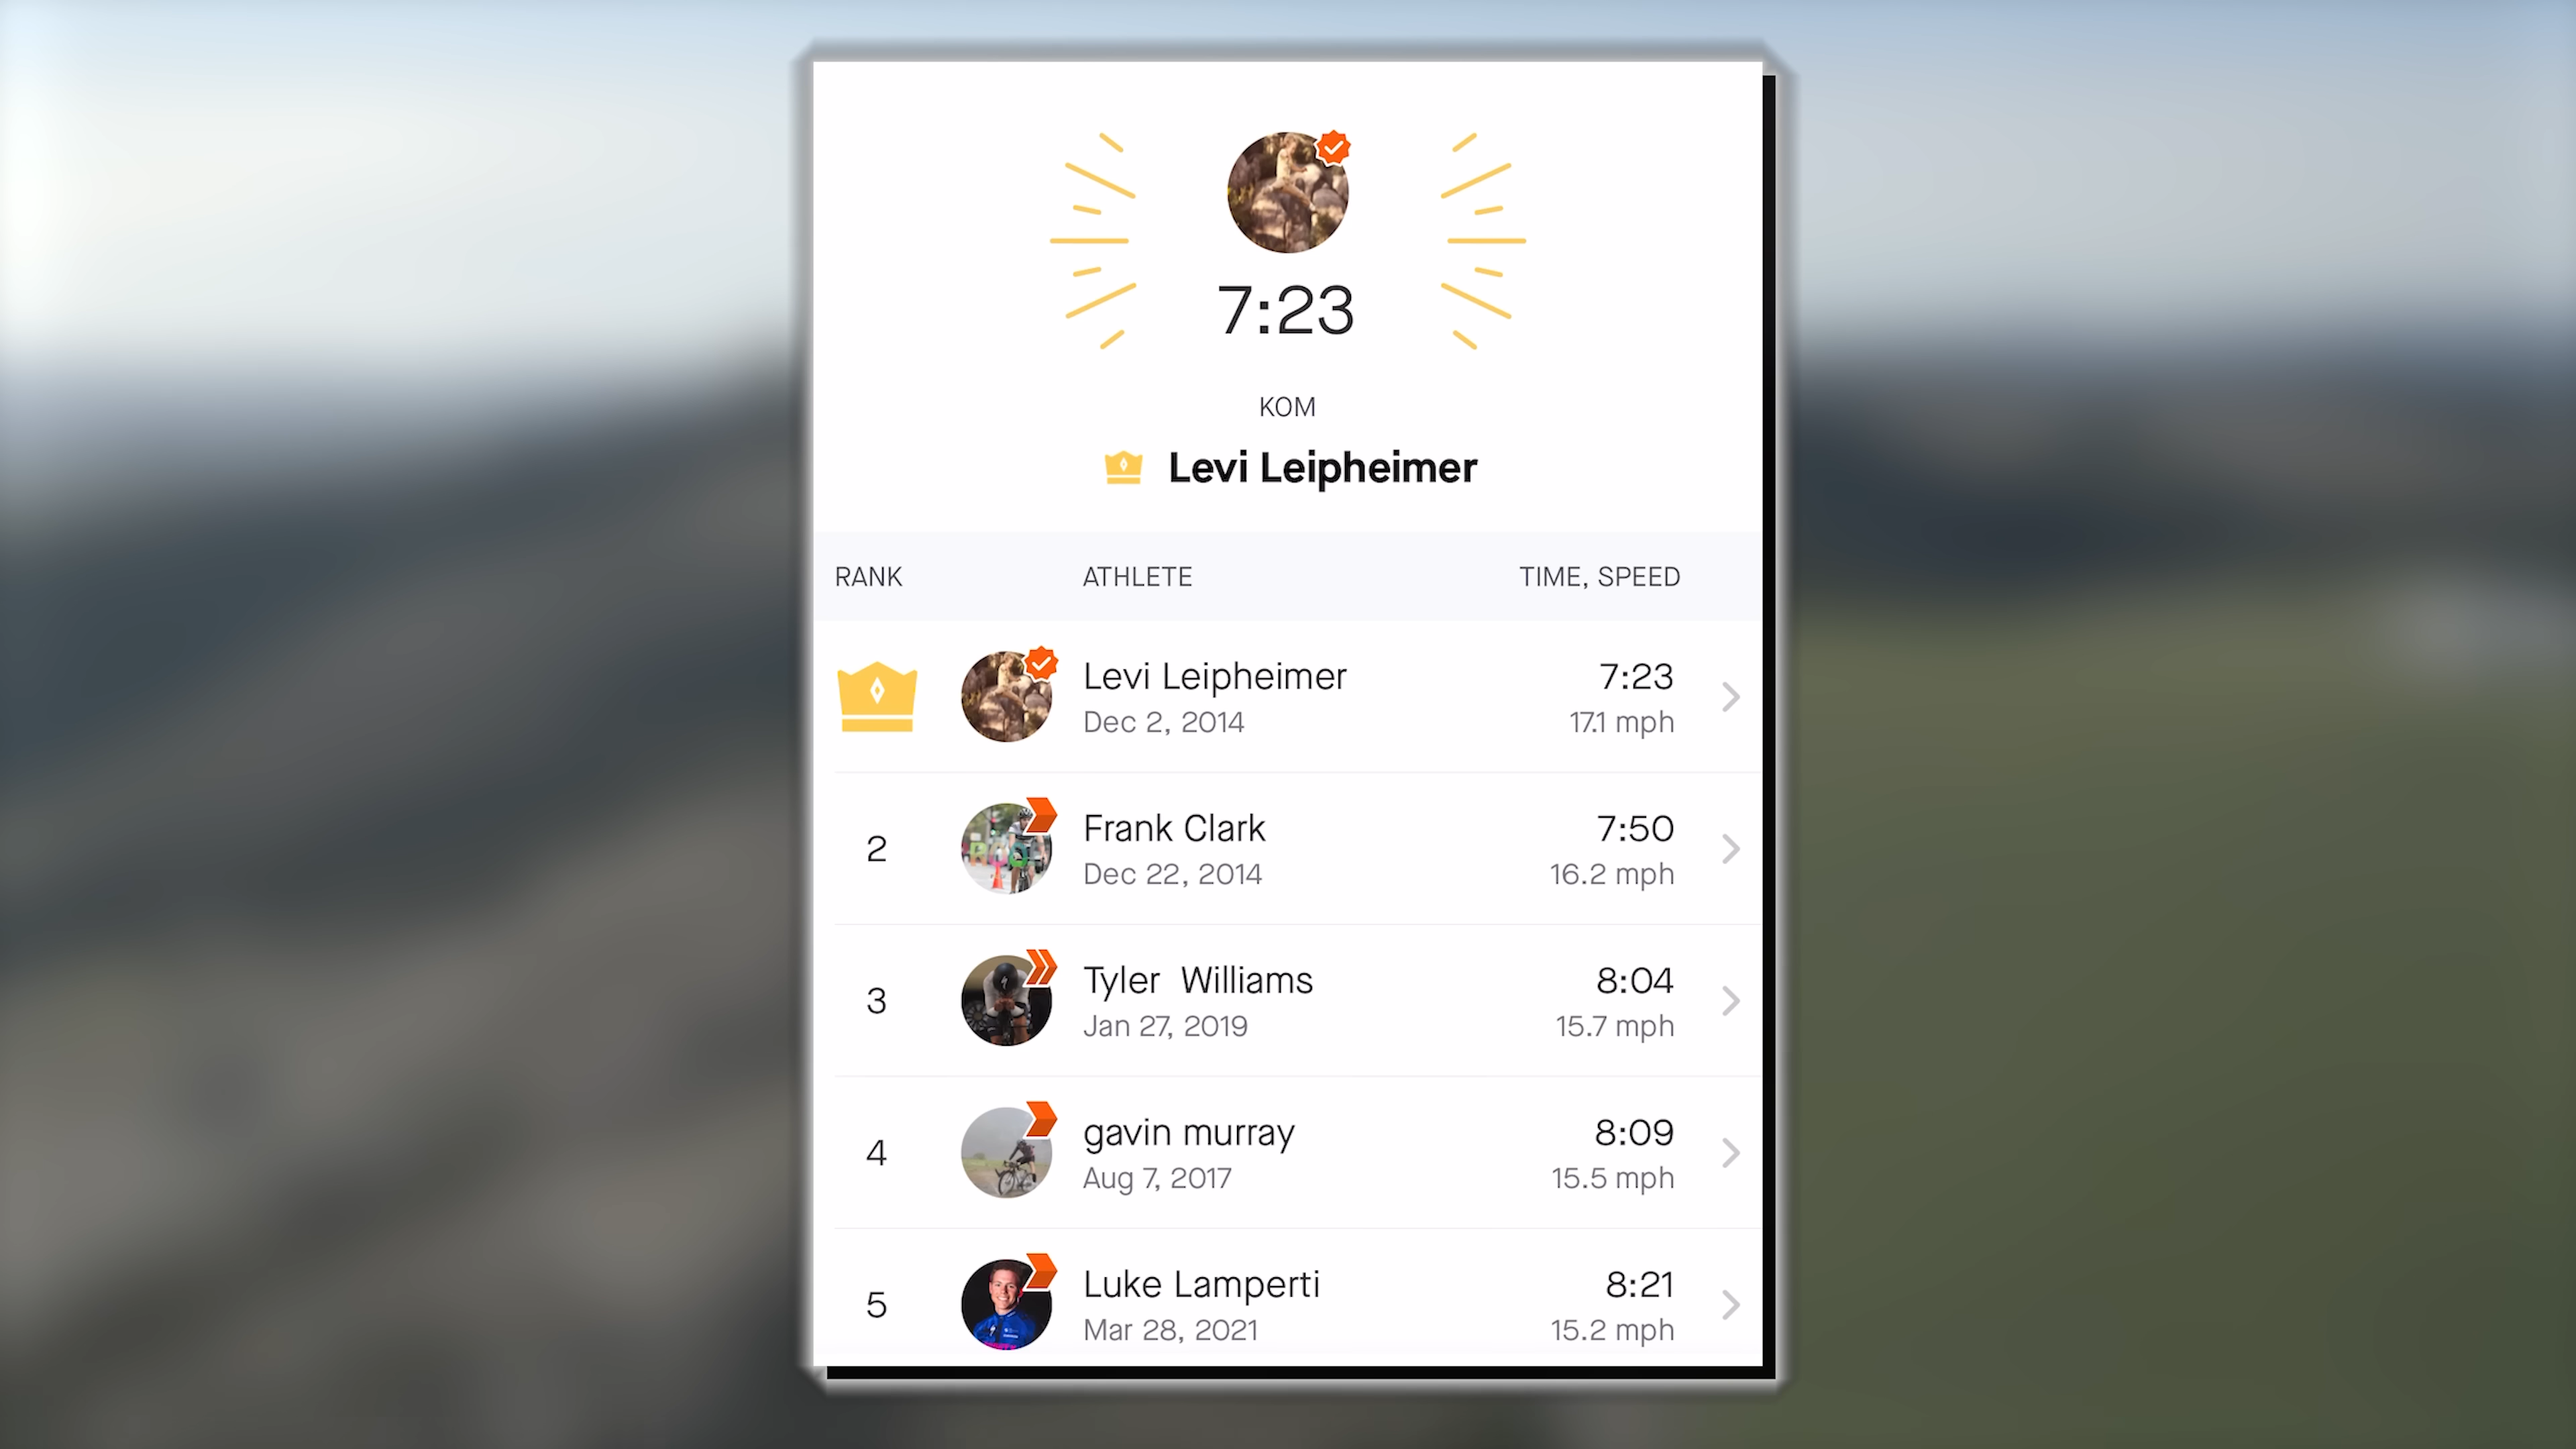 7:23
KOM
Levi Leipheimer
RANK ATHLETE TIME, SPEED
Levi Leipheimer 7:23
Dec 2, 2014 17.1 mph
2 Frank Clark 7:50
Dec 22, 2014 16.2 mph
3 Tyler Williams 8:04
Jan 27, 2019 15.7 mph
4 gavin murray 8:09
Aug 7, 2017 15.5 mph
5 Luke Lamperti 8:21
Mar 28, 2021 15.2 mph